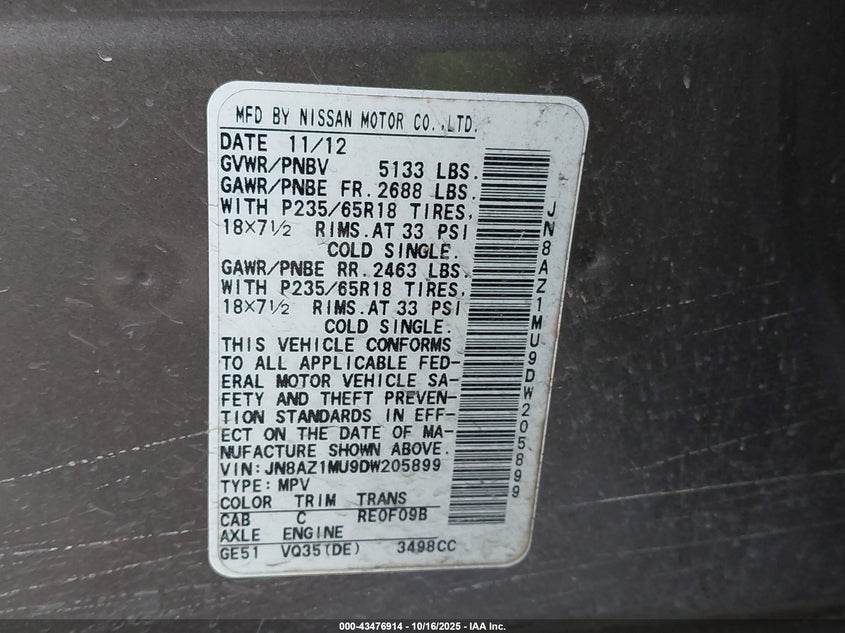 MFD BY NISSAN MOTOR CO.,LTD.
DATE 11/12
GVWR/PNBV 5133 LBS.
GAWR/PNBE FR. 2688 LBS.
WITH P235/65R18 TIRES,
18×7½ RIMS. AT 33 PSI
COLD SINGLE.
GAWR/PNBE RR. 2463 LBS.
WITH P235/65R18 TIRES,
18×7½ RIMS. AT 33 PSI
COLD SINGLE.
THIS VEHICLE CONFORMS
TO ALL APPLICABLE FED-
ERAL MOTOR VEHICLE SA-
FETY AND THEFT PREVEN-
TION STANDARDS IN EFF-
ECT ON THE DATE OF MA-
NUFACTURE SHOWN ABOVE.
VIN: JN8AZ1MU9DW205899
TYPE: MPV
COLOR TRIM TRANS
CAB C RE0F09B
AXLE ENGINE
GE51 VQ35(DE) 3498CC
JN8AZ1MU9DW205899
000-43476914 - 10/16/2025 - IAA Inc.